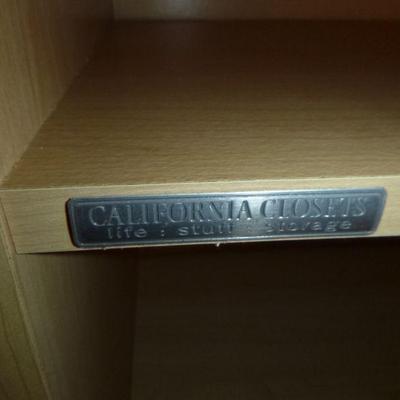 CALIFORNIA CLOSETS
life : stuff : storage